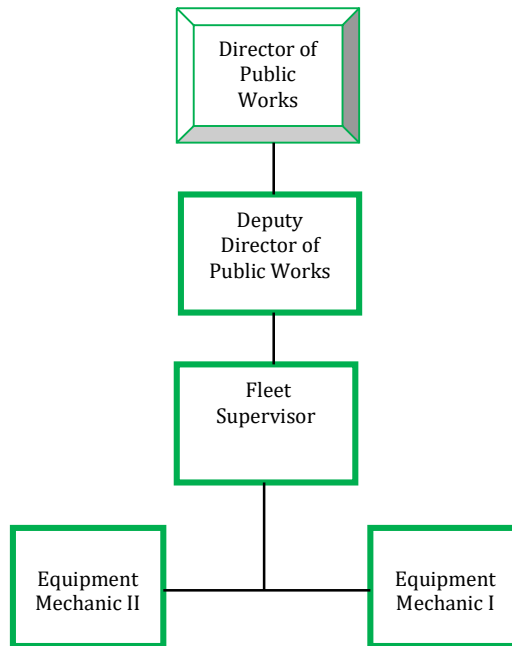 Director of
Public
Works
Deputy
Director of
Public Works
Fleet
Supervisor
Equipment
Mechanic II
Equipment
Mechanic I